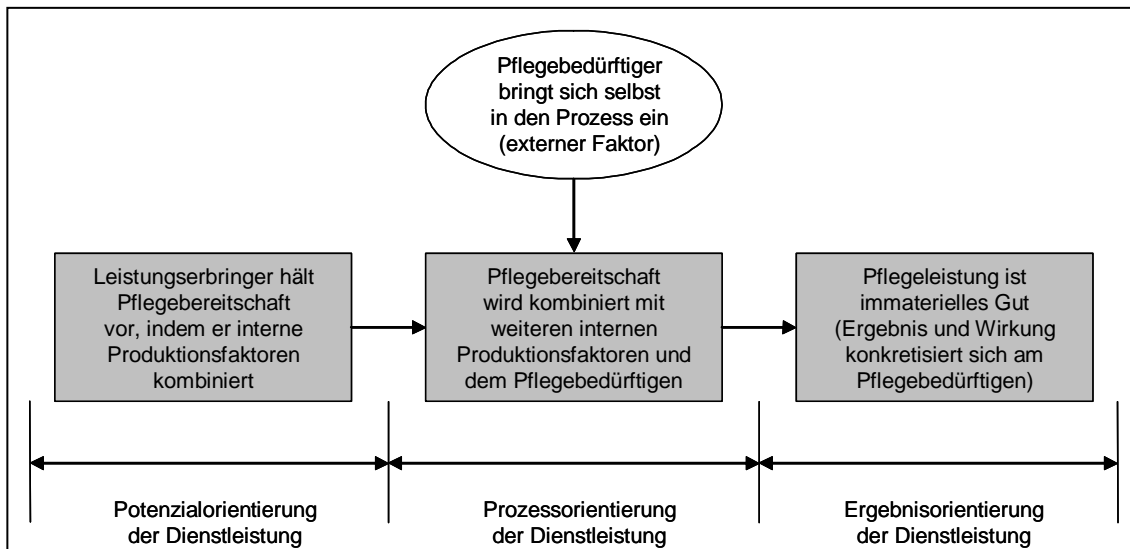 Pflegebedürftiger
bringt sich selbst
in den Prozess ein
(externer Faktor)
Leistungserbringer hält
Pflegebereitschaft
vor, indem er interne
Produktionsfaktoren
kombiniert
Pflegebereitschaft
wird kombiniert mit
weiteren internen
Produktionsfaktoren und
dem Pflegebedürftigen
Pflegeleistung ist
immaterielles Gut
(Ergebnis und Wirkung
konkretisiert sich am
Pflegebedürftigen)
Potenzialorientierung
der Dienstleistung
Prozessorientierung
der Dienstleistung
Ergebnisorientierung
der Dienstleistung